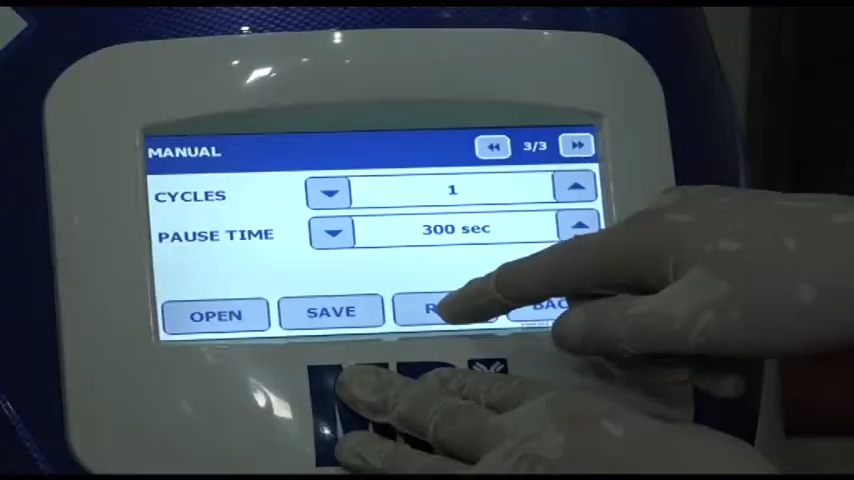 MANUAL 3/3
CYCLES 1
PAUSE TIME 300 sec
OPEN SAVE